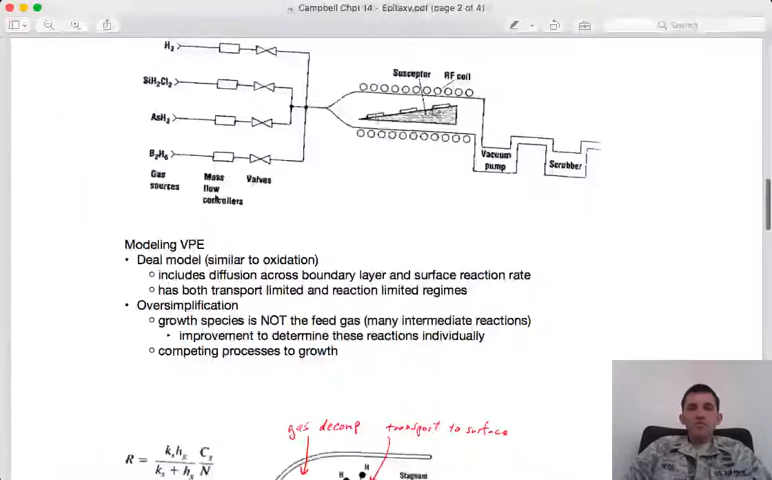 Campbell Chpt 14 - Epitaxy.pdf (page 2 of 4)
Search
H₂
SiH₂Cl₂
AsH₃
B₂H₆
Gas sources
Mass flow controllers
Valves
Susceptor
RF coil
Vacuum pump
Scrubber
Modeling VPE
• Deal model (similar to oxidation)
○ includes diffusion across boundary layer and surface reaction rate
○ has both transport limited and reaction limited regimes
• Oversimplification
○ growth species is NOT the feed gas (many intermediate reactions)
‣ improvement to determine these reactions individually
○ competing processes to growth
gas decomp
transport to surface
R = kₛh_g / (kₛ + h_g) C_g / N
H
H
Stagnant